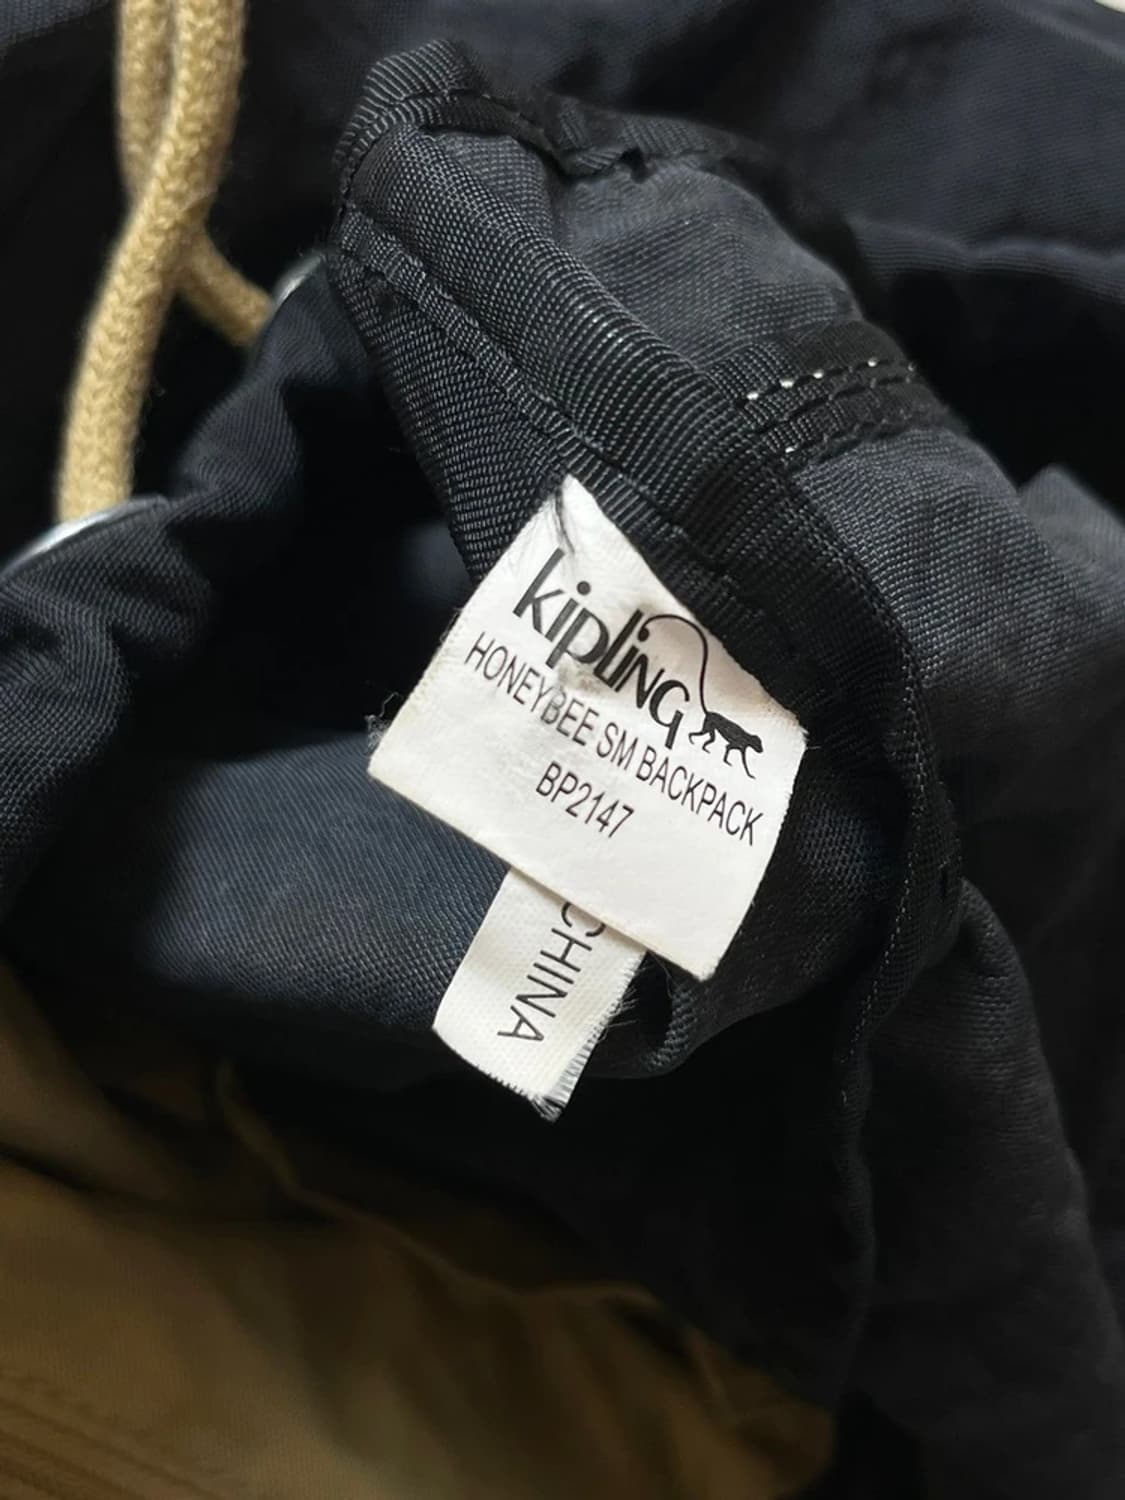 kipling
HONEYBEE SM BACKPACK
BP2147
CHINA